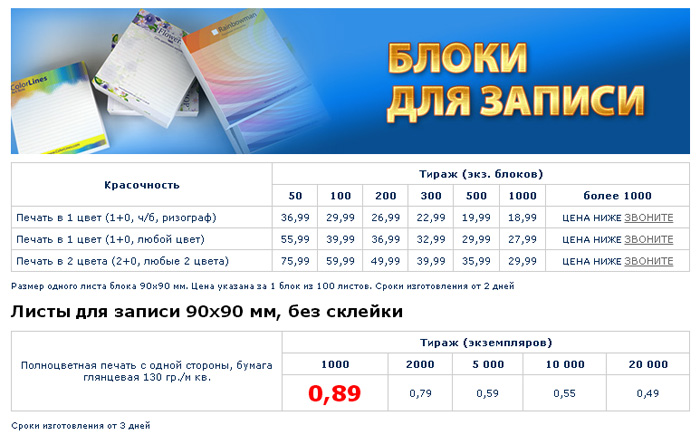 ColorLines
Flowers
Rainbowman
БЛОКИ
ДЛЯ ЗАПИСИ
Красочность
Тираж (экз. блоков)
50 100 200 300 500 1000 более 1000
Печать в 1 цвет (1+0, ч/б, ризограф) 36,99 29,99 26,99 22,99 19,99 18,99 ЦЕНА НИЖЕ ЗВОНИТЕ
Печать в 1 цвет (1+0, любой цвет) 55,99 39,99 36,99 32,99 29,99 27,99 ЦЕНА НИЖЕ ЗВОНИТЕ
Печать в 2 цвета (2+0, любые 2 цвета) 75,99 59,99 49,99 39,99 35,99 29,99 ЦЕНА НИЖЕ ЗВОНИТЕ
Размер одного листа блока 90х90 мм. Цена указана за 1 блок из 100 листов. Сроки изготовления от 2 дней
Листы для записи 90х90 мм, без склейки
Полноцветная печать с одной стороны, бумага
глянцевая 130 гр./м кв.
Тираж (экземпляров)
1000 2000 5 000 10 000 20 000
0,89 0,79 0,59 0,55 0,49
Сроки изготовления от 3 дней